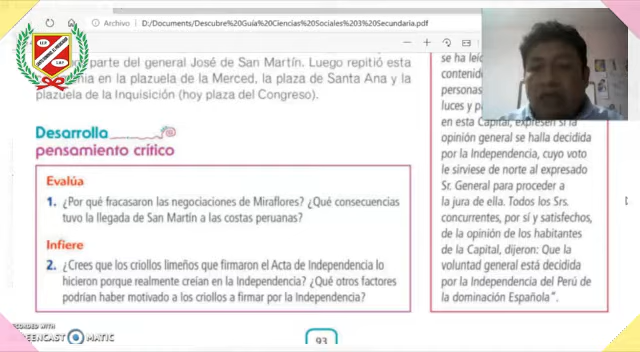 Archivo | D:/Documents/Descubre%20Guía%20Ciencias%20Sociales%203%20Secundaria.pdf
parte del general José de San Martín. Luego repitió esta
en la plazuela de la Merced, la plaza de Santa Ana y la
plazuela de la Inquisición (hoy plaza del Congreso).
Desarrolla
pensamiento crítico
Evalúa
1. ¿Por qué fracasaron las negociaciones de Miraflores? ¿Qué consecuencias
tuvo la llegada de San Martín a las costas peruanas?
Infiere
2. ¿Crees que los criollos limeños que firmaron el Acta de Independencia lo
hicieron porque realmente creían en la Independencia? ¿Qué otros factores
podrían haber motivado a los criollos a firmar por la Independencia?
se ha leíd
contenid
personas
luces y p
en esta Capital, expresen si la
opinión general se halla decidida
por la Independencia, cuyo voto
le sirviese de norte al expresado
Sr. General para proceder a
la jura de ella. Todos los Srs.
concurrentes, por sí y satisfechos,
de la opinión de los habitantes
de la Capital, dijeron: Que la
voluntad general está decidida
por la Independencia del Perú de
la dominación Española".
93
RECORDED WITH
SCREENCAST MATIC